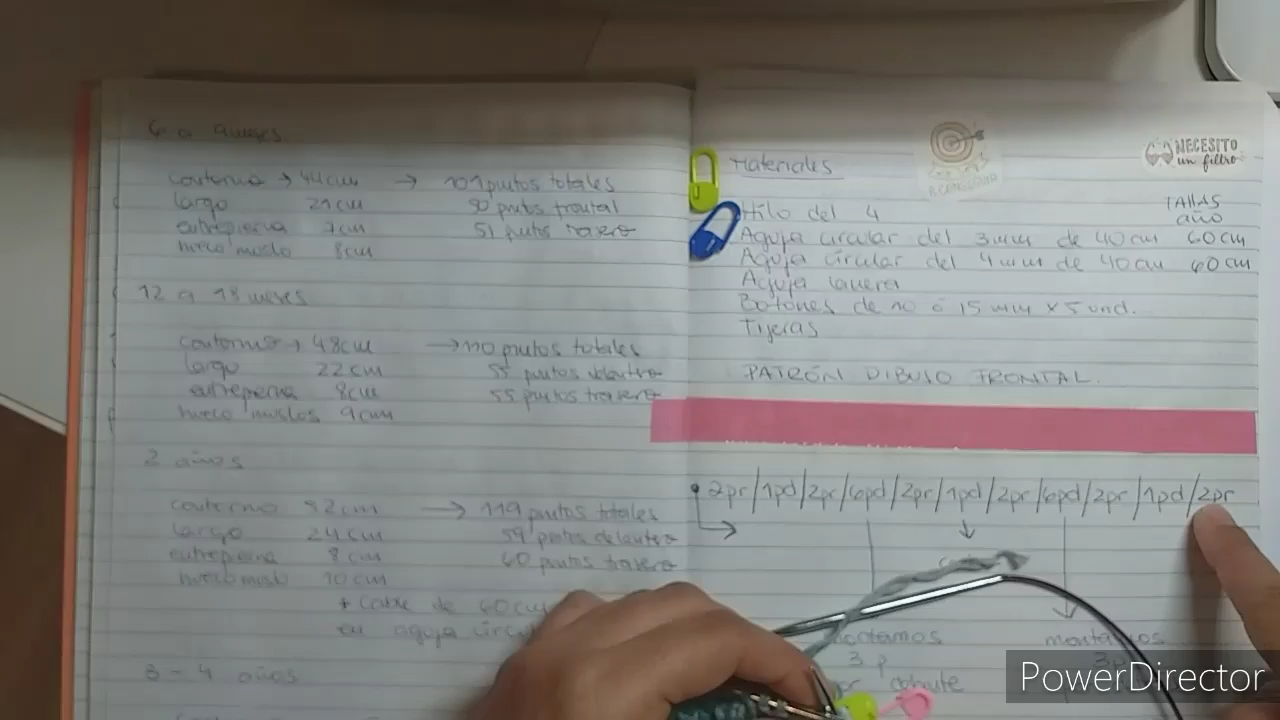 6 a 9 meses
contorno → 44cm → 101 puntos totales
largo 21cm 50 puntos frontal
entrepierna 7cm 51 puntos trasero
hueco muslo 8cm
12 a 18 meses
contorno → 48cm → 110 puntos totales
largo 22cm 55 puntos delantero
entrepierna 8cm 55 puntos trasero
hueco muslos 9cm
2 años
contorno 52cm → 119 puntos totales
largo 24cm 59 puntos delantero
entrepierna 8cm 60 puntos trasero
hueco muslo 10cm
+ Cable de 60cm
en aguja circu
3 - 4 años
NECESITO
un filtro
Materiales
TALLAS
año
Hilo del 4
Aguja circular del 3mm de 40cm 60cm
Aguja circular del 4mm de 40cm 60cm
Aguja lanera
Botones de 10 ó 15mm x 5 und.
Tijeras
PATRÓN DIBUJO FRONTAL.
2pr/1pd/2pr/6pd/2pr/1pd/2pr/6pd/2pr/1pd/2pr
montamos montamos
3 p 3p
pr delante
PowerDirector